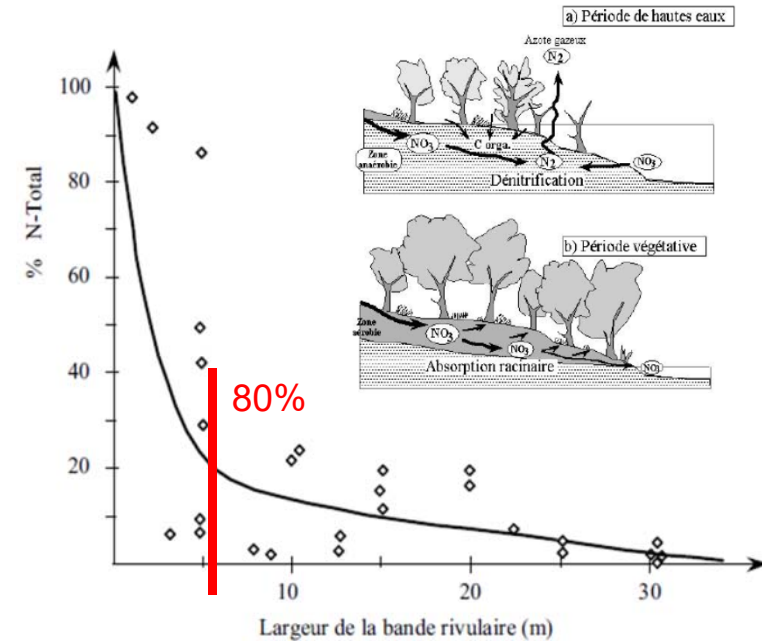 a) Période de hautes eaux
Azote gazeux
N2
100
80
60
40
20
% N-Total
Zone
anaérobie
NO3
C orga.
N2
NO3
Dénitrification
b) Période végétative
Zone
aérobie
NO3
NO3
NO3
Absorption racinaire
80%
10
20
30
Largeur de la bande rivulaire (m)